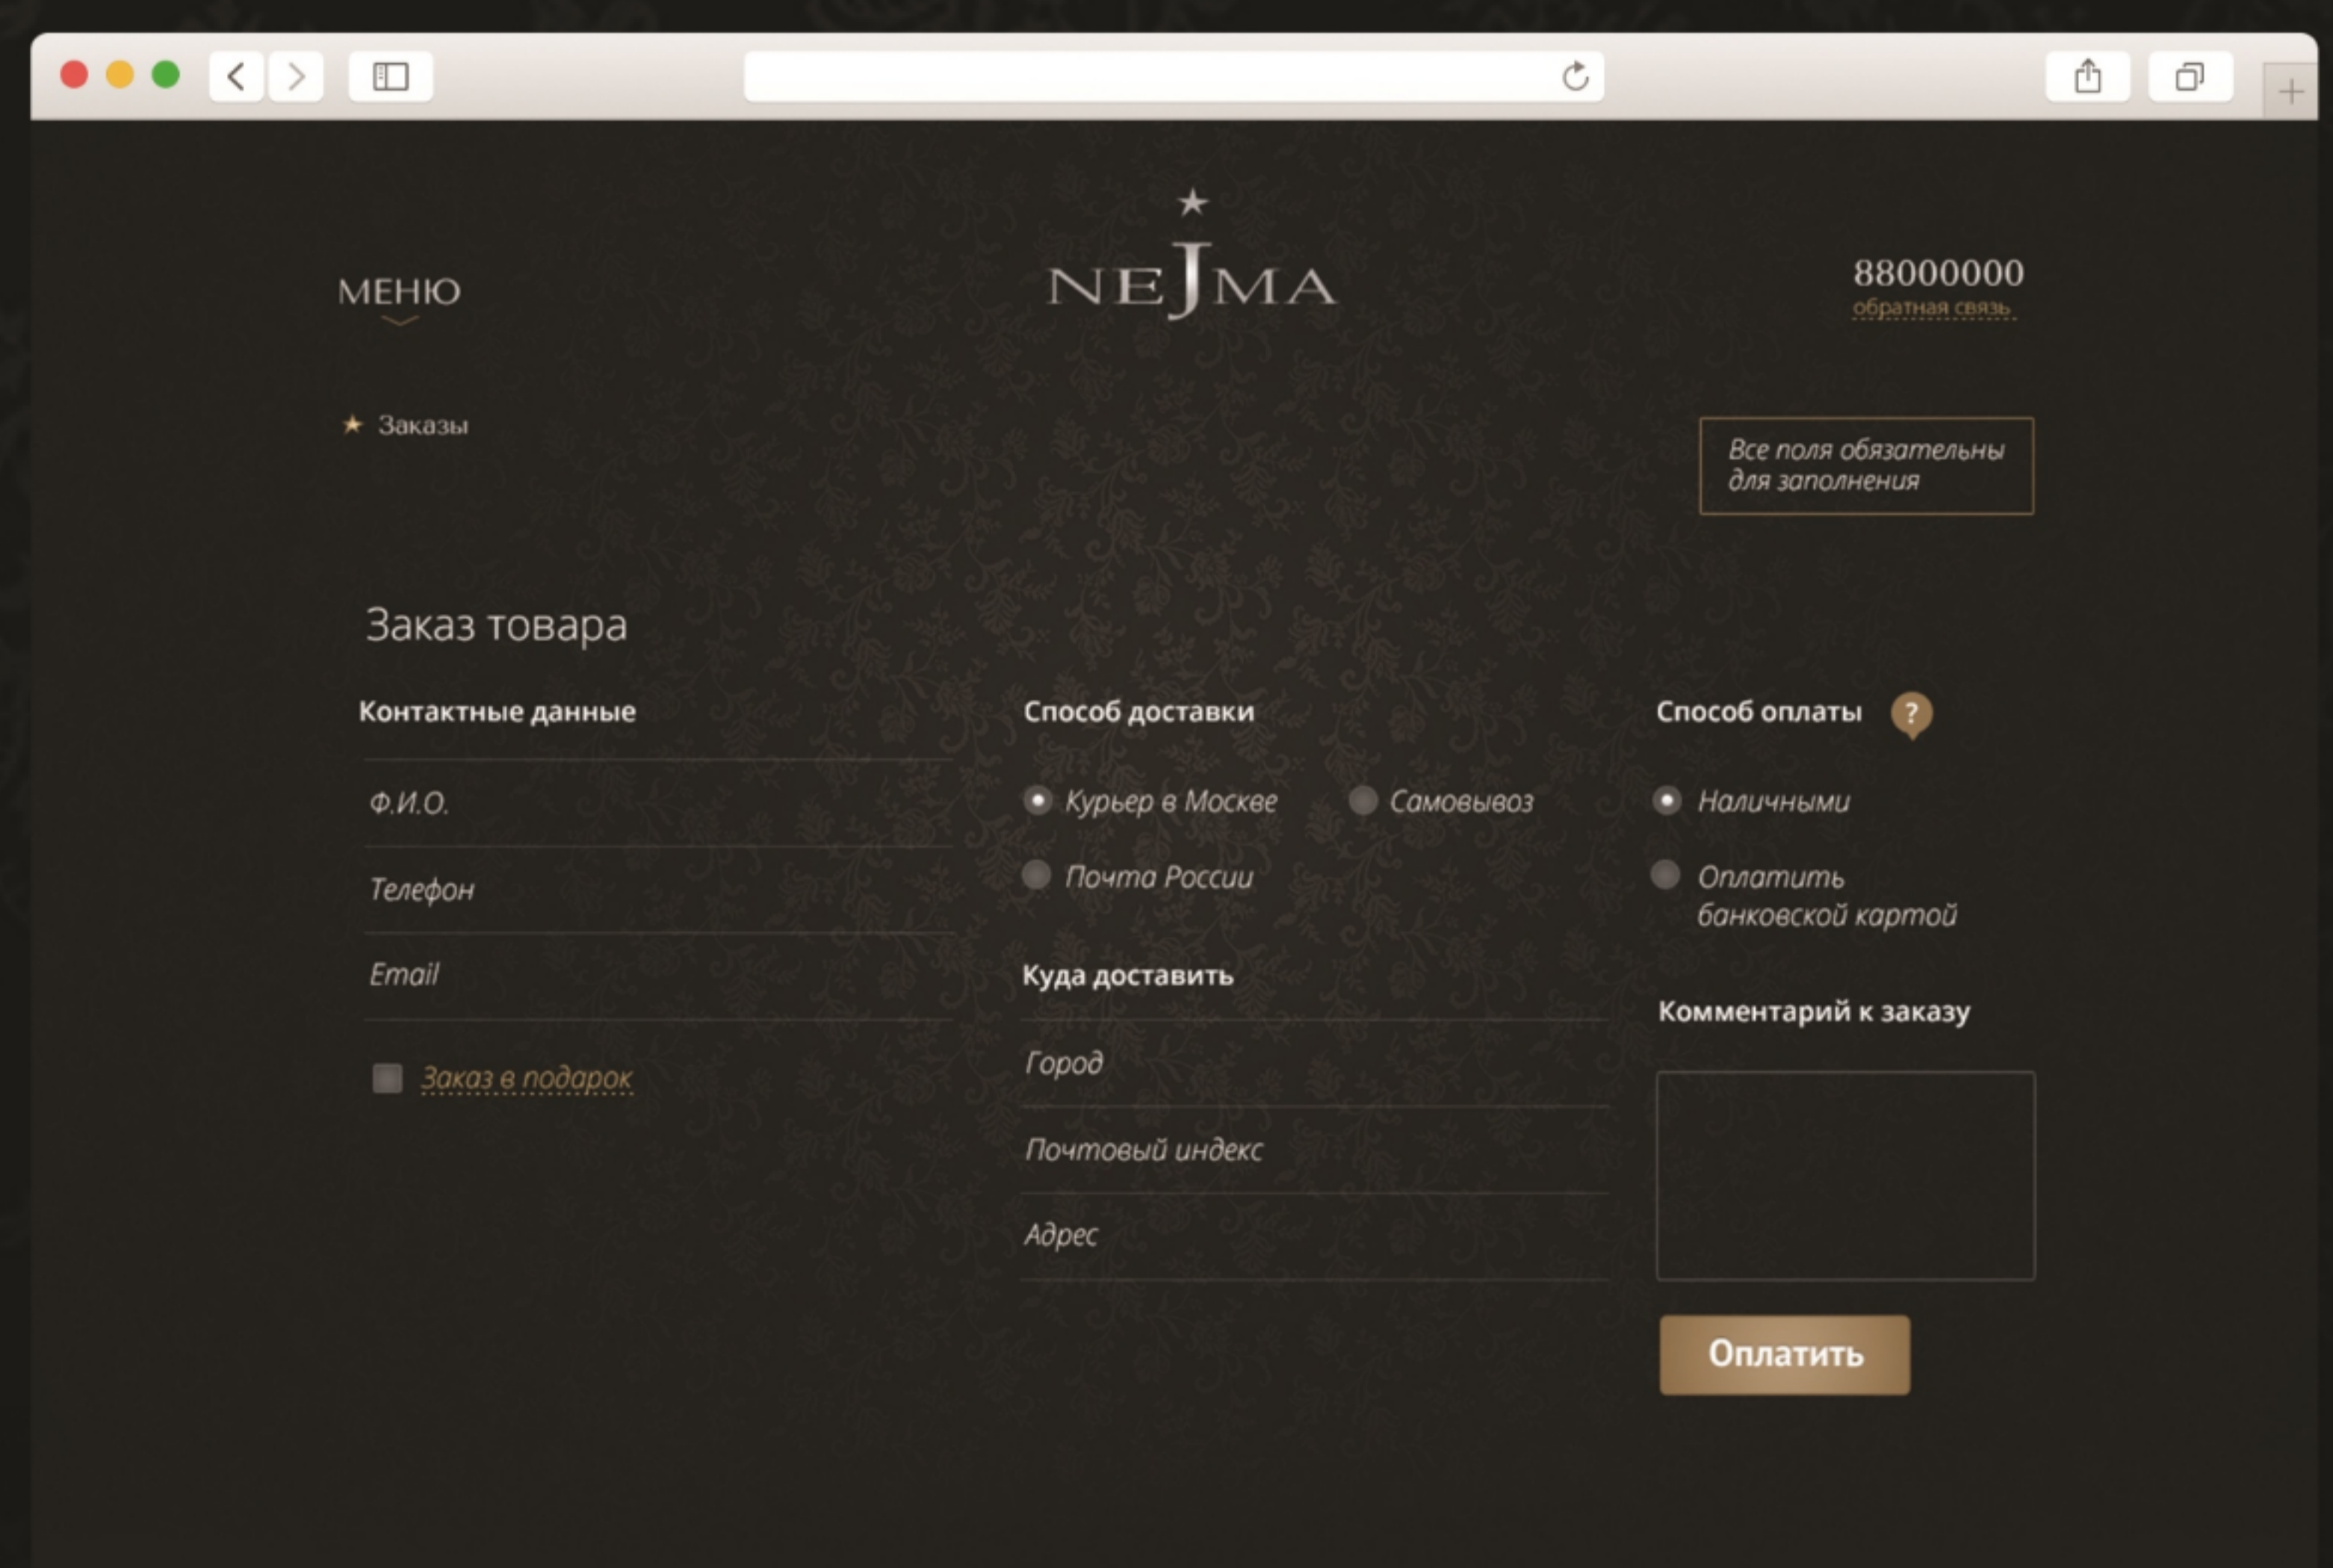 NEJMA
МЕНЮ
88000000
обратная связь
Заказы
Все поля обязательны
для заполнения
Заказ товара
Контактные данные
Ф.И.О.
Телефон
Email
Заказ в подарок
Способ доставки
Курьер в Москве
Самовывоз
Почта России
Куда доставить
Город
Почтовый индекс
Адрес
Способ оплаты
?
Наличными
Оплатить
банковской картой
Комментарий к заказу
Оплатить